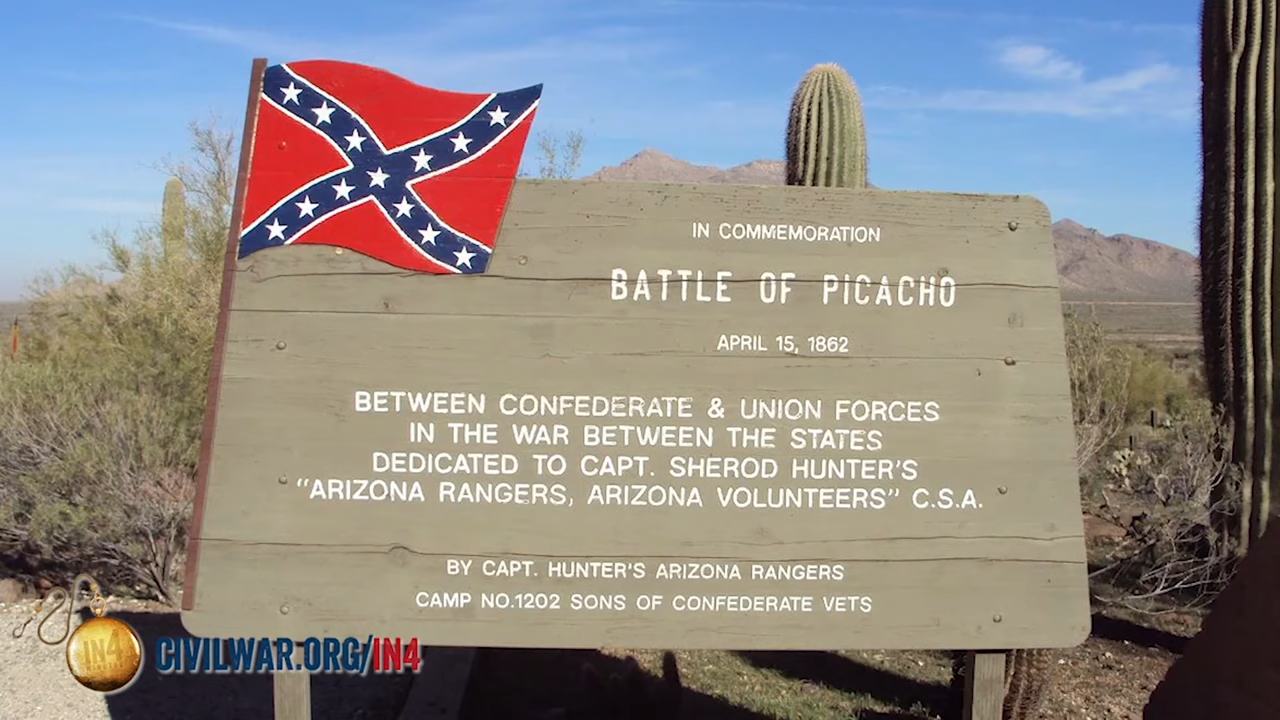 IN COMMEMORATION
BATTLE OF PICACHO
APRIL 15, 1862
BETWEEN CONFEDERATE & UNION FORCES
IN THE WAR BETWEEN THE STATES
DEDICATED TO CAPT. SHEROD HUNTER'S
"ARIZONA RANGERS, ARIZONA VOLUNTEERS" C.S.A.
BY CAPT. HUNTER'S ARIZONA RANGERS
CAMP NO.1202 SONS OF CONFEDERATE VETS
IN4
CIVILWAR.ORG/IN4